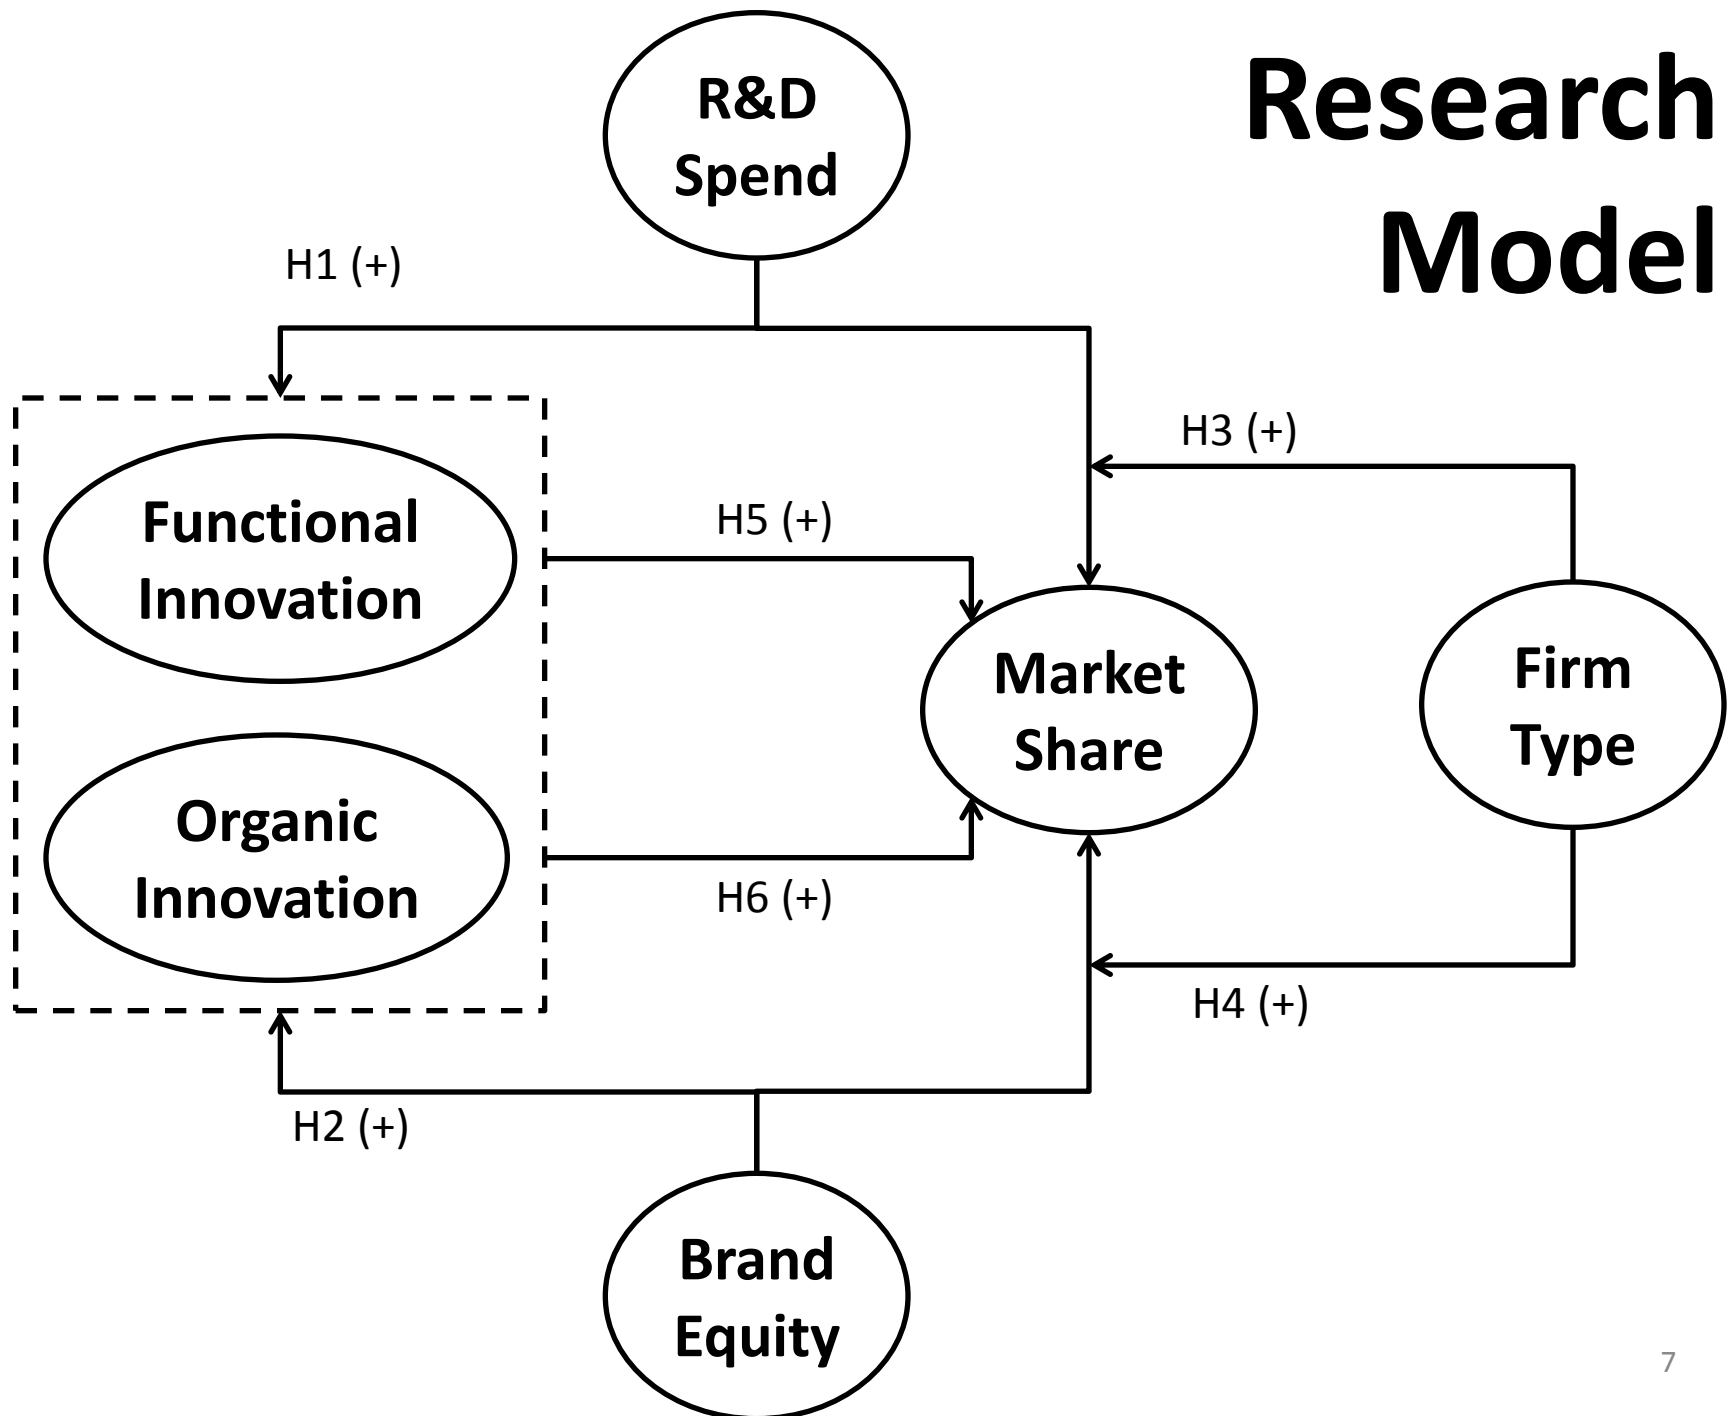 Research
Model
R&D
Spend
H1 (+)
H3 (+)
Functional
Innovation
H5 (+)
Market
Share
Firm
Type
Organic
Innovation
H6 (+)
H4 (+)
H2 (+)
Brand
Equity
7